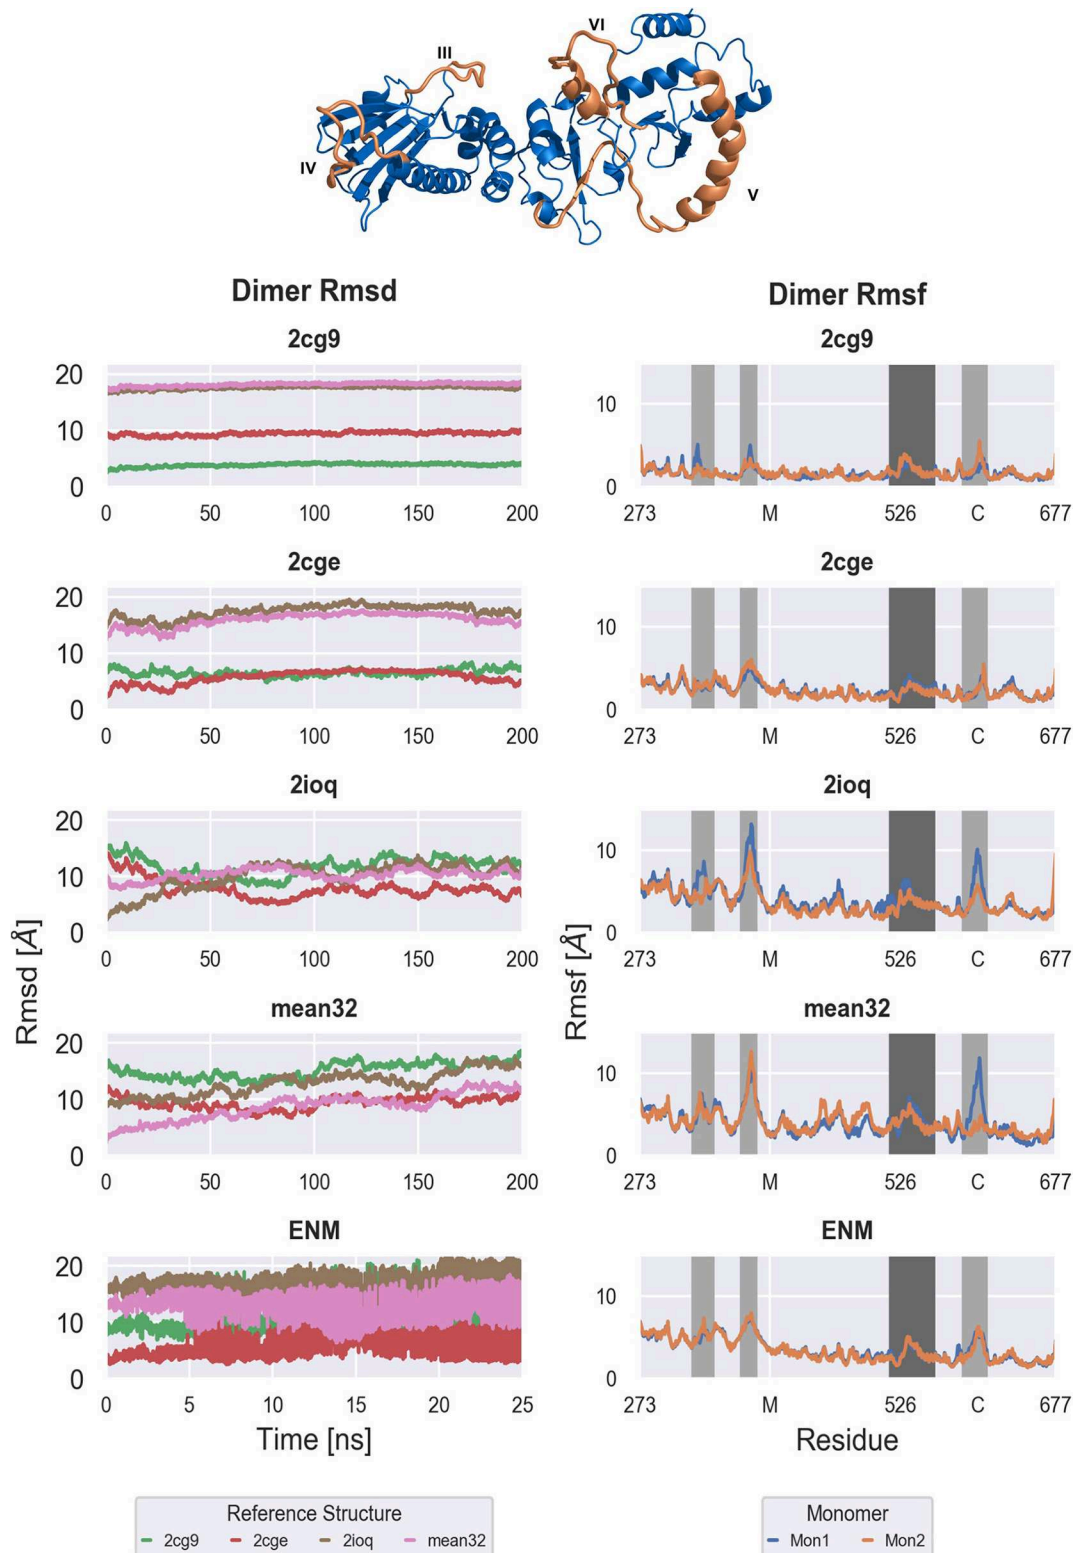 VI
III
IV
V
Dimer Rmsd
Dimer Rmsf
2cg9
20
10
0
0 50 100 150 200
2cg9
10
0
273 M 526 C 677
2cge
20
10
0
0 50 100 150 200
2cge
10
0
273 M 526 C 677
2ioq
20
10
0
0 50 100 150 200
2ioq
10
0
273 M 526 C 677
Rmsd [Å]
Rmsf [Å]
mean32
20
10
0
0 50 100 150 200
mean32
10
0
273 M 526 C 677
ENM
20
10
0
0 5 10 15 20 25
ENM
10
0
273 M 526 C 677
Time [ns]
Residue
Reference Structure
2cg9 2cge 2ioq mean32
Monomer
Mon1 Mon2